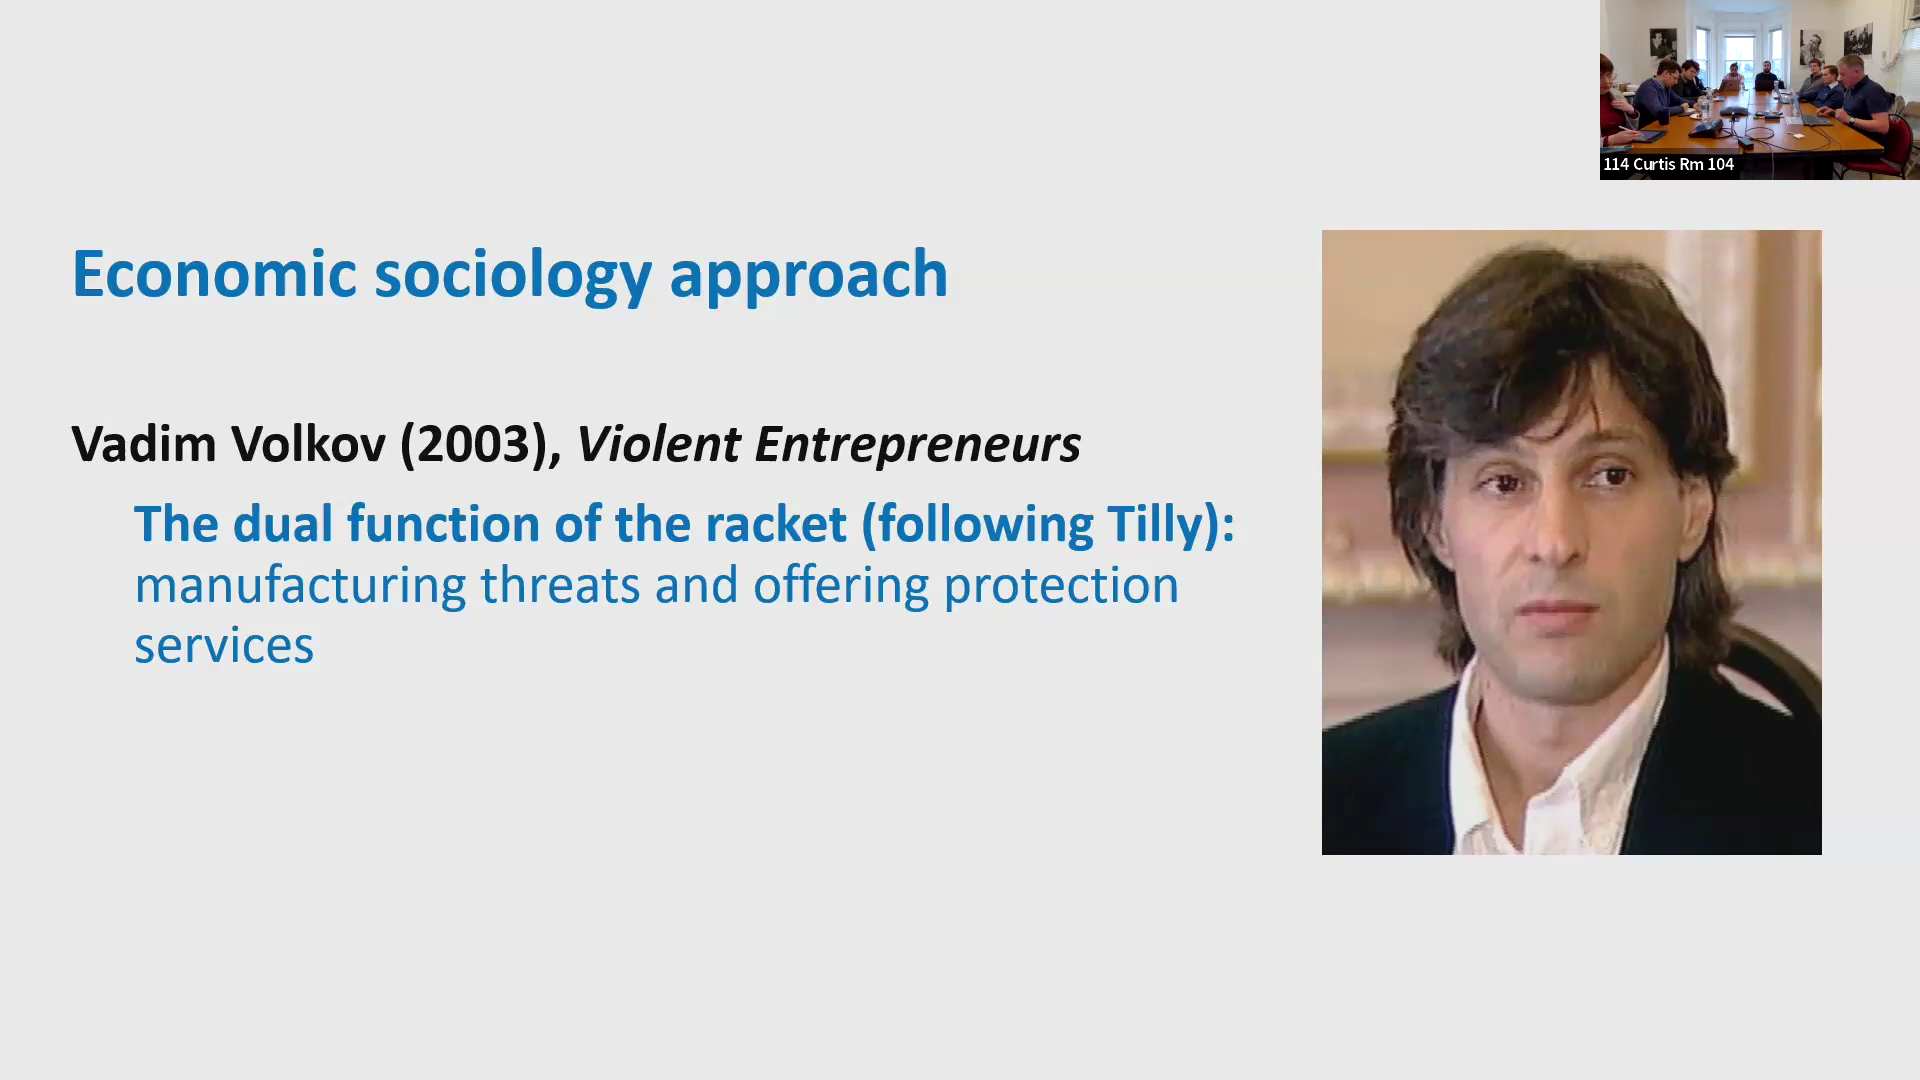 114 Curtis Rm 104
Economic sociology approach
Vadim Volkov (2003), Violent Entrepreneurs
The dual function of the racket (following Tilly):
manufacturing threats and offering protection
services